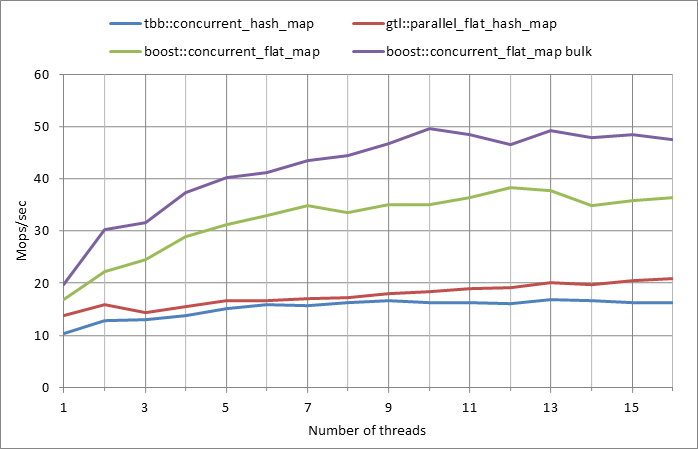 tbb::concurrent_hash_map gtl::parallel_flat_hash_map
boost::concurrent_flat_map boost::concurrent_flat_map bulk
60
50
40
30
20
10
0
Mops/sec
1 3 5 7 9 11 13 15
Number of threads